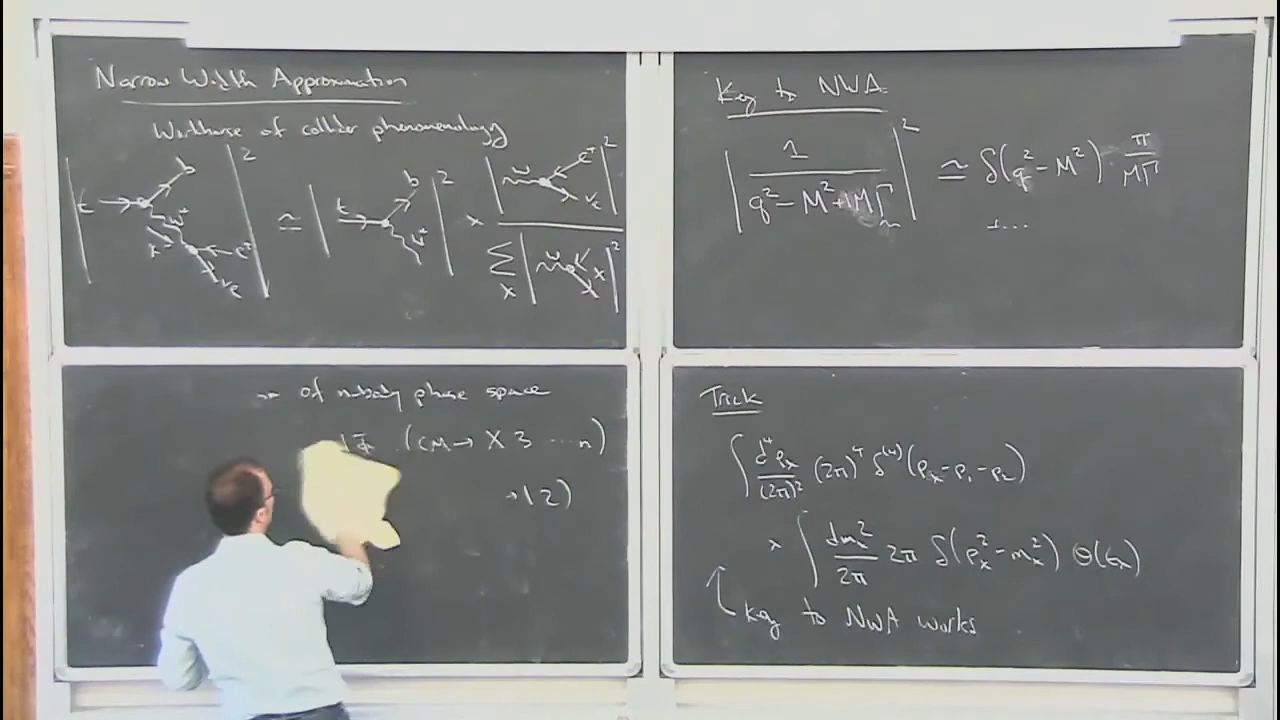 Narrow Width Approximation
Workhorse of collider phenomenology
| t b W⁺ e⁺ νe |² ≃ | t b W⁺ |² × | W e⁺ νe |² / Σ_X | W X |²
Key to NWA
| 1 / (q² - M² + iMΓ) |² ≃ δ(q² - M²) π / MΓ
+ ...
of n-body phase space
(CM → X 3 ... n)
→ 1 2)
Trick
∫ d⁴pₓ/(2π)² (2π)⁴ δ⁽⁴⁾(pₓ - p₁ - p₂)
× ∫ dmₓ²/2π 2π δ(pₓ² - mₓ²) Θ(Eₓ)
Key to NWA works